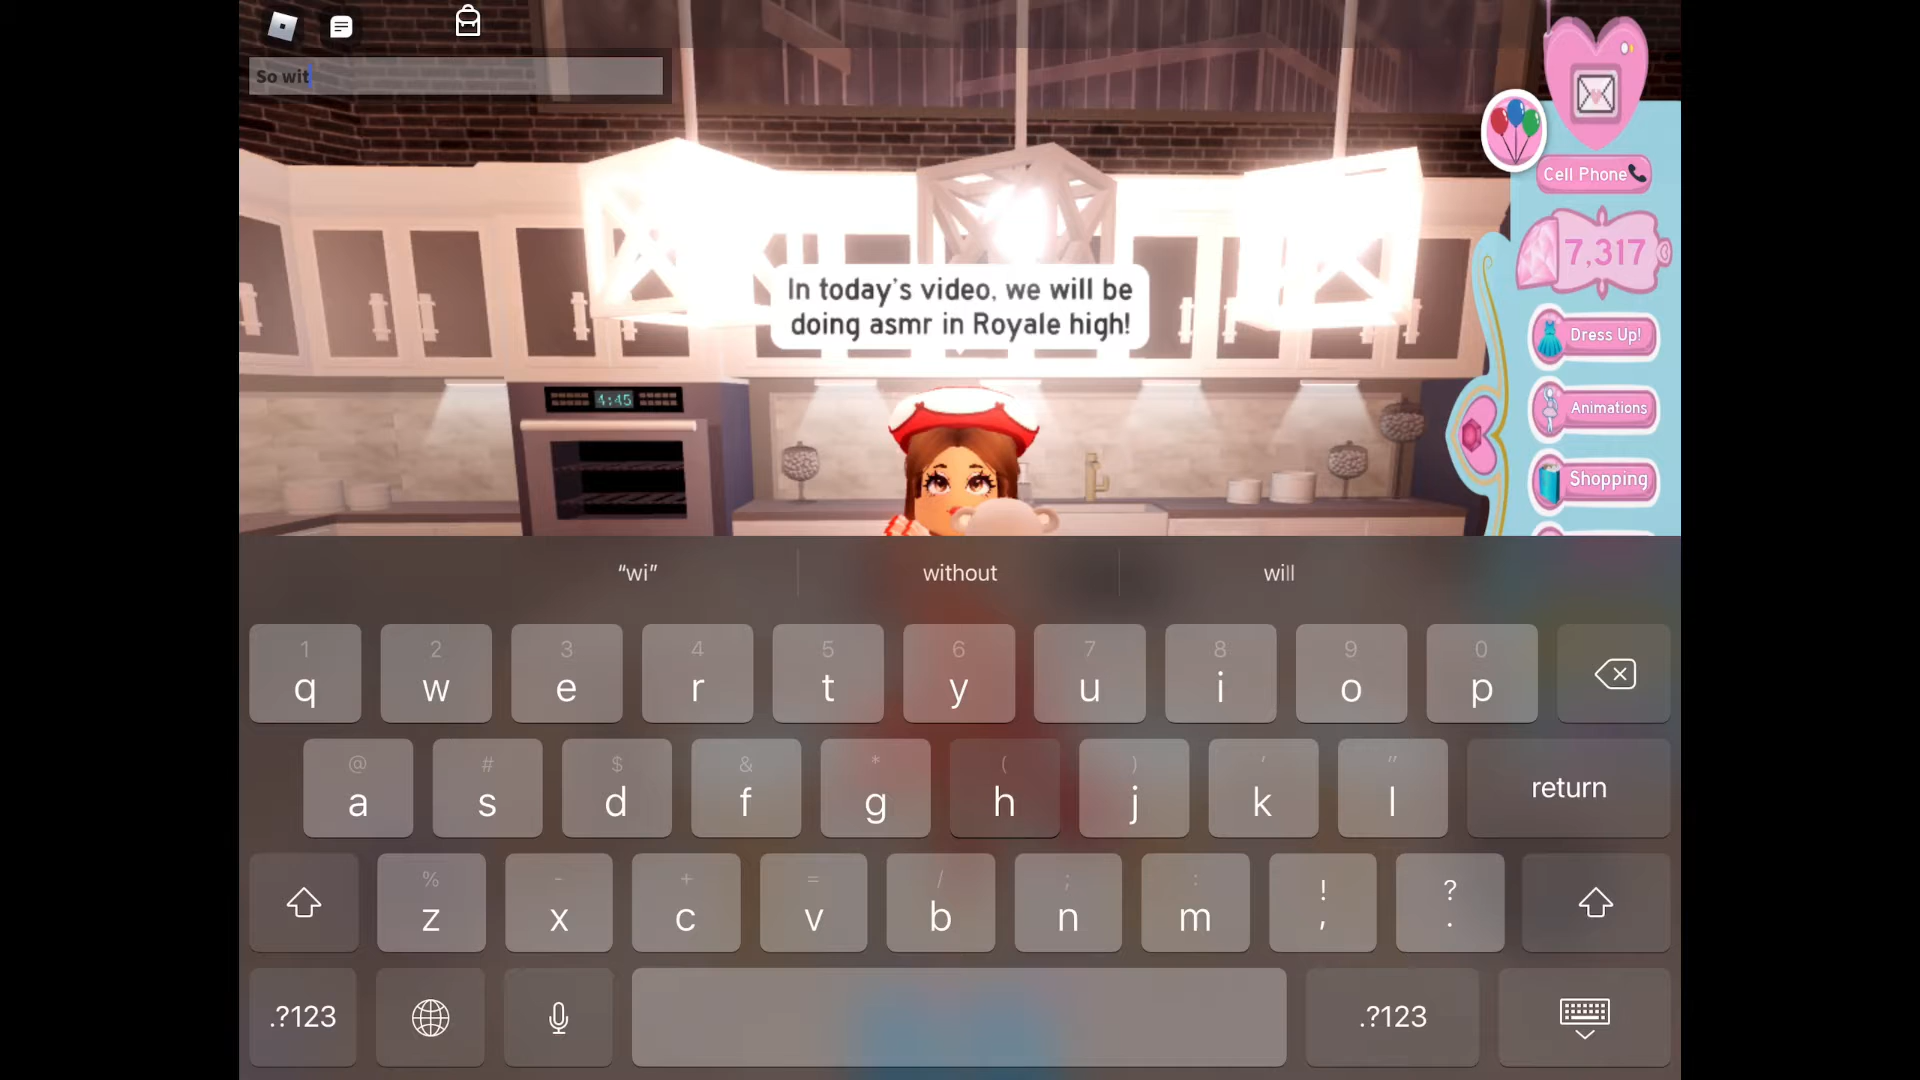 So wit
Cell Phone
7,317
In today's video, we will be
doing asmr in Royale high!
Dress Up!
4:45
Animations
Shopping
“wi”
without
will
1 2 3 4 5 6 7 8 9 0
q w e r t y u i o p
@ # $ & * ( ) ' "
a s d f g h j k l return
% - + = / ; : ! ?
z x c v b n m , .
.?123 .?123